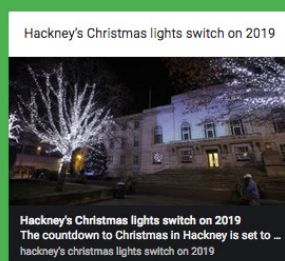 Hackney's Christmas lights switch on 2019
Hackney's Christmas lights switch on 2019
The countdown to Christmas in Hackney is set to ...
hackney's christmas lights switch on 2019